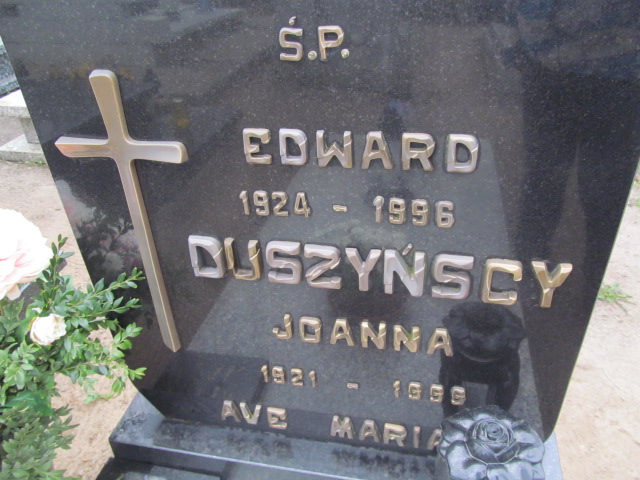 Ś.P.
EDWARD
1924 - 1996
DUSZYŃSCY
JOANNA
1921 - 1999
AVE MARIA